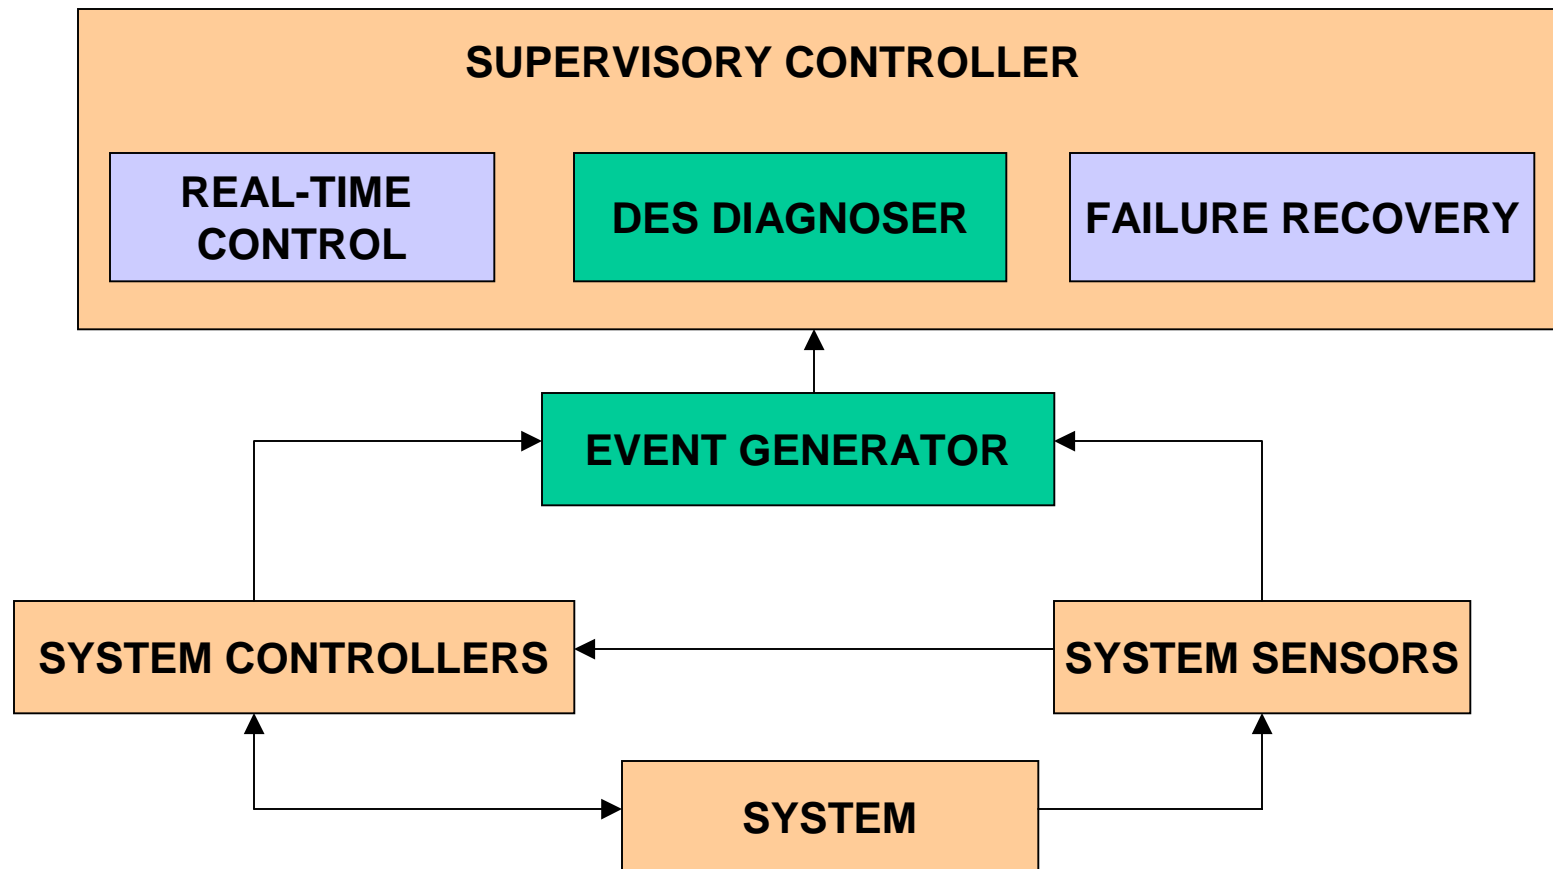 SUPERVISORY CONTROLLER
REAL-TIME
CONTROL
DES DIAGNOSER
FAILURE RECOVERY
EVENT GENERATOR
SYSTEM CONTROLLERS
SYSTEM SENSORS
SYSTEM